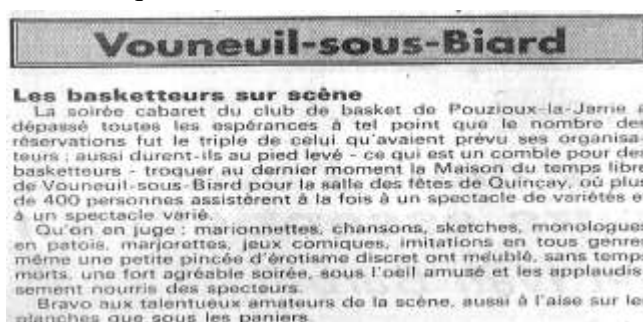 Vouneuil-sous-Biard
Les basketteurs sur scène
La soirée cabaret du club de basket de Pouzioux-la-Jarrie a
dépassé toutes les espérances à tel point que le nombre des
réservations fut le triple de celui qu'avaient prévu ses organisa-
teurs ; aussi durent-ils au pied levé - ce qui est un comble pour des
basketteurs - troquer au dernier moment la Maison du temps libre
de Vouneuil-sous-Biard pour la salle des fêtes de Quinçay, où plus
de 400 personnes assistèrent à la fois à un spectacle de variétés et
à un spectacle varié.
Qu'on en juge : marionnettes, chansons, sketches, monologues
en patois, marjorettes, jeux comiques, imitations en tous genres
même une petite pincée d'érotisme discret ont meublé, sans temps
morts, une fort agréable soirée, sous l'oeil amusé et les applaudis-
sement nourris des specteurs.
Bravo aux talentueux amateurs de la scène, aussi à l'aise sur les
planches que sous les paniers.